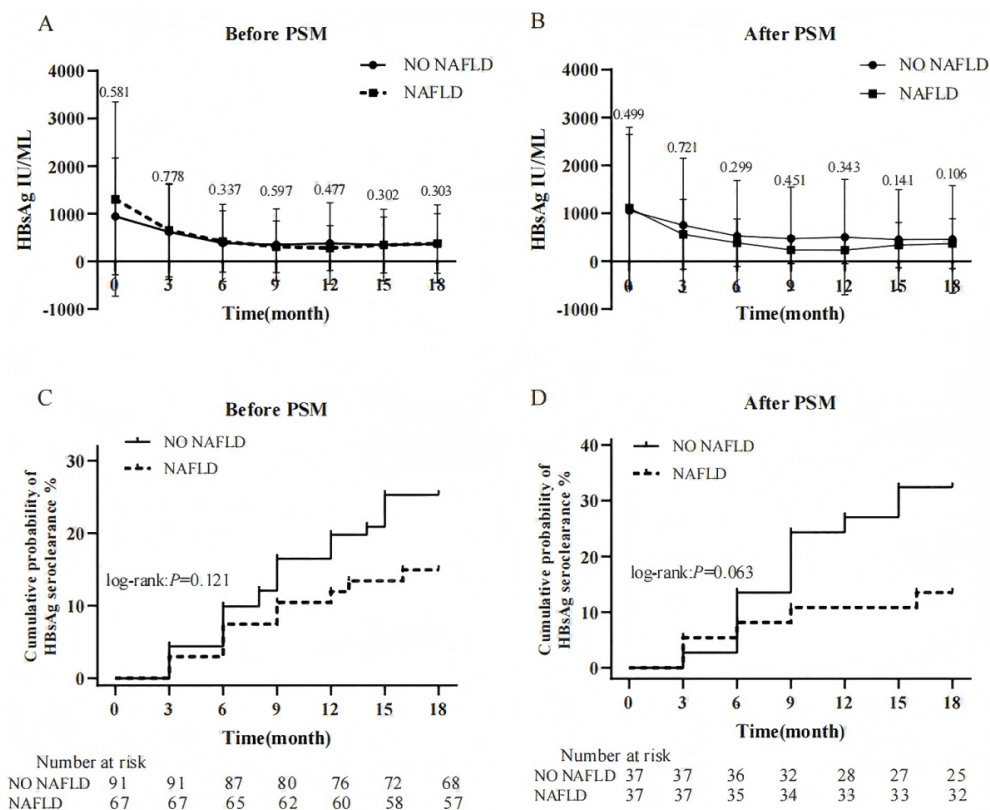 A
Before PSM
NO NAFLD
NAFLD
HBsAg IU/ML
4000
3000
2000
1000
0
-1000
0.581
0.778
0.337
0.597
0.477
0.302
0.303
0 3 6 9 12 15 18
Time(month)
B
After PSM
NO NAFLD
NAFLD
HBsAg IU/ML
4000
3000
2000
1000
0
-1000
0.499
0.721
0.299
0.451
0.343
0.141
0.106
0 3 6 9 12 15 18
Time(month)
C
Before PSM
NO NAFLD
NAFLD
Cumulative probability of
HBsAg seroclearance %
30
20
10
0
log-rank:P=0.121
0 3 6 9 12 15 18
Time(month)
Number at risk
NO NAFLD 91 91 87 80 76 72 68
NAFLD 67 67 65 62 60 58 57
D
After PSM
NO NAFLD
NAFLD
Cumulative probability of
HBsAg seroclearance %
40
30
20
10
0
log-rank:P=0.063
0 3 6 9 12 15 18
Time(month)
Number at risk
NO NAFLD 37 37 36 32 28 27 25
NAFLD 37 37 35 34 33 33 32